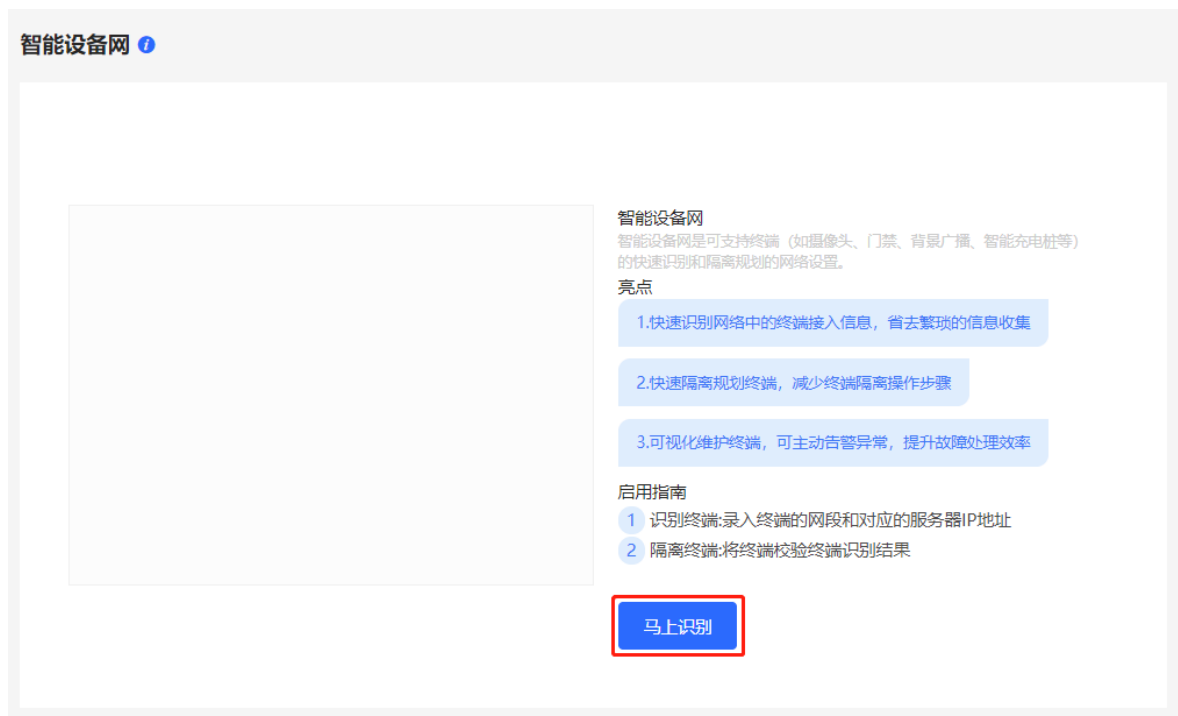 智能设备网 i
智能设备网
智能设备网是可支持终端（如摄像头、门禁、背景广播、智能充电桩等）
的快速识别和隔离规划的网络设置。
亮点
1.快速识别网络中的终端接入信息，省去繁琐的信息收集
2.快速隔离规划终端，减少终端隔离操作步骤
3.可视化维护终端，可主动告警异常，提升故障处理效率
启用指南
1 识别终端:录入终端的网段和对应的服务器IP地址
2 隔离终端:将终端校验终端识别结果
马上识别